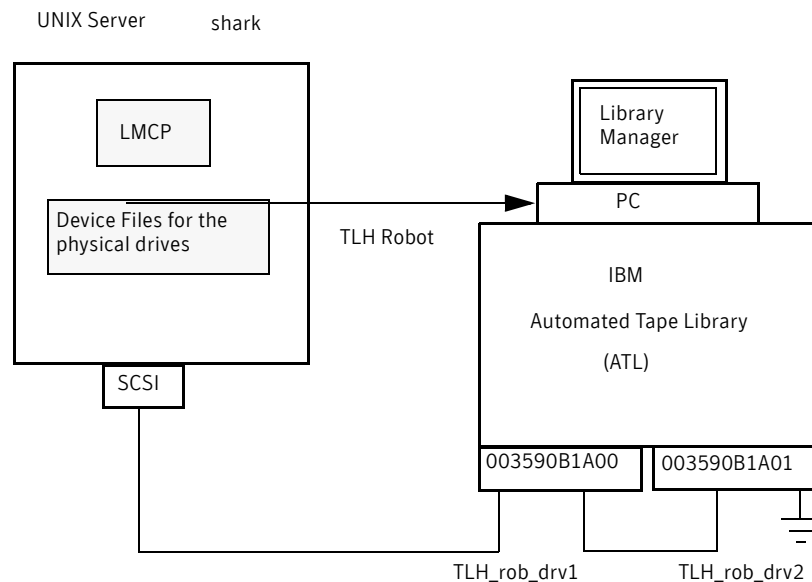 UNIX Server shark
LMCP
Library
Manager
Device Files for the
physical drives
PC
TLH Robot
IBM
Automated Tape Library
(ATL)
SCSI
003590B1A00 003590B1A01
TLH_rob_drv1 TLH_rob_drv2